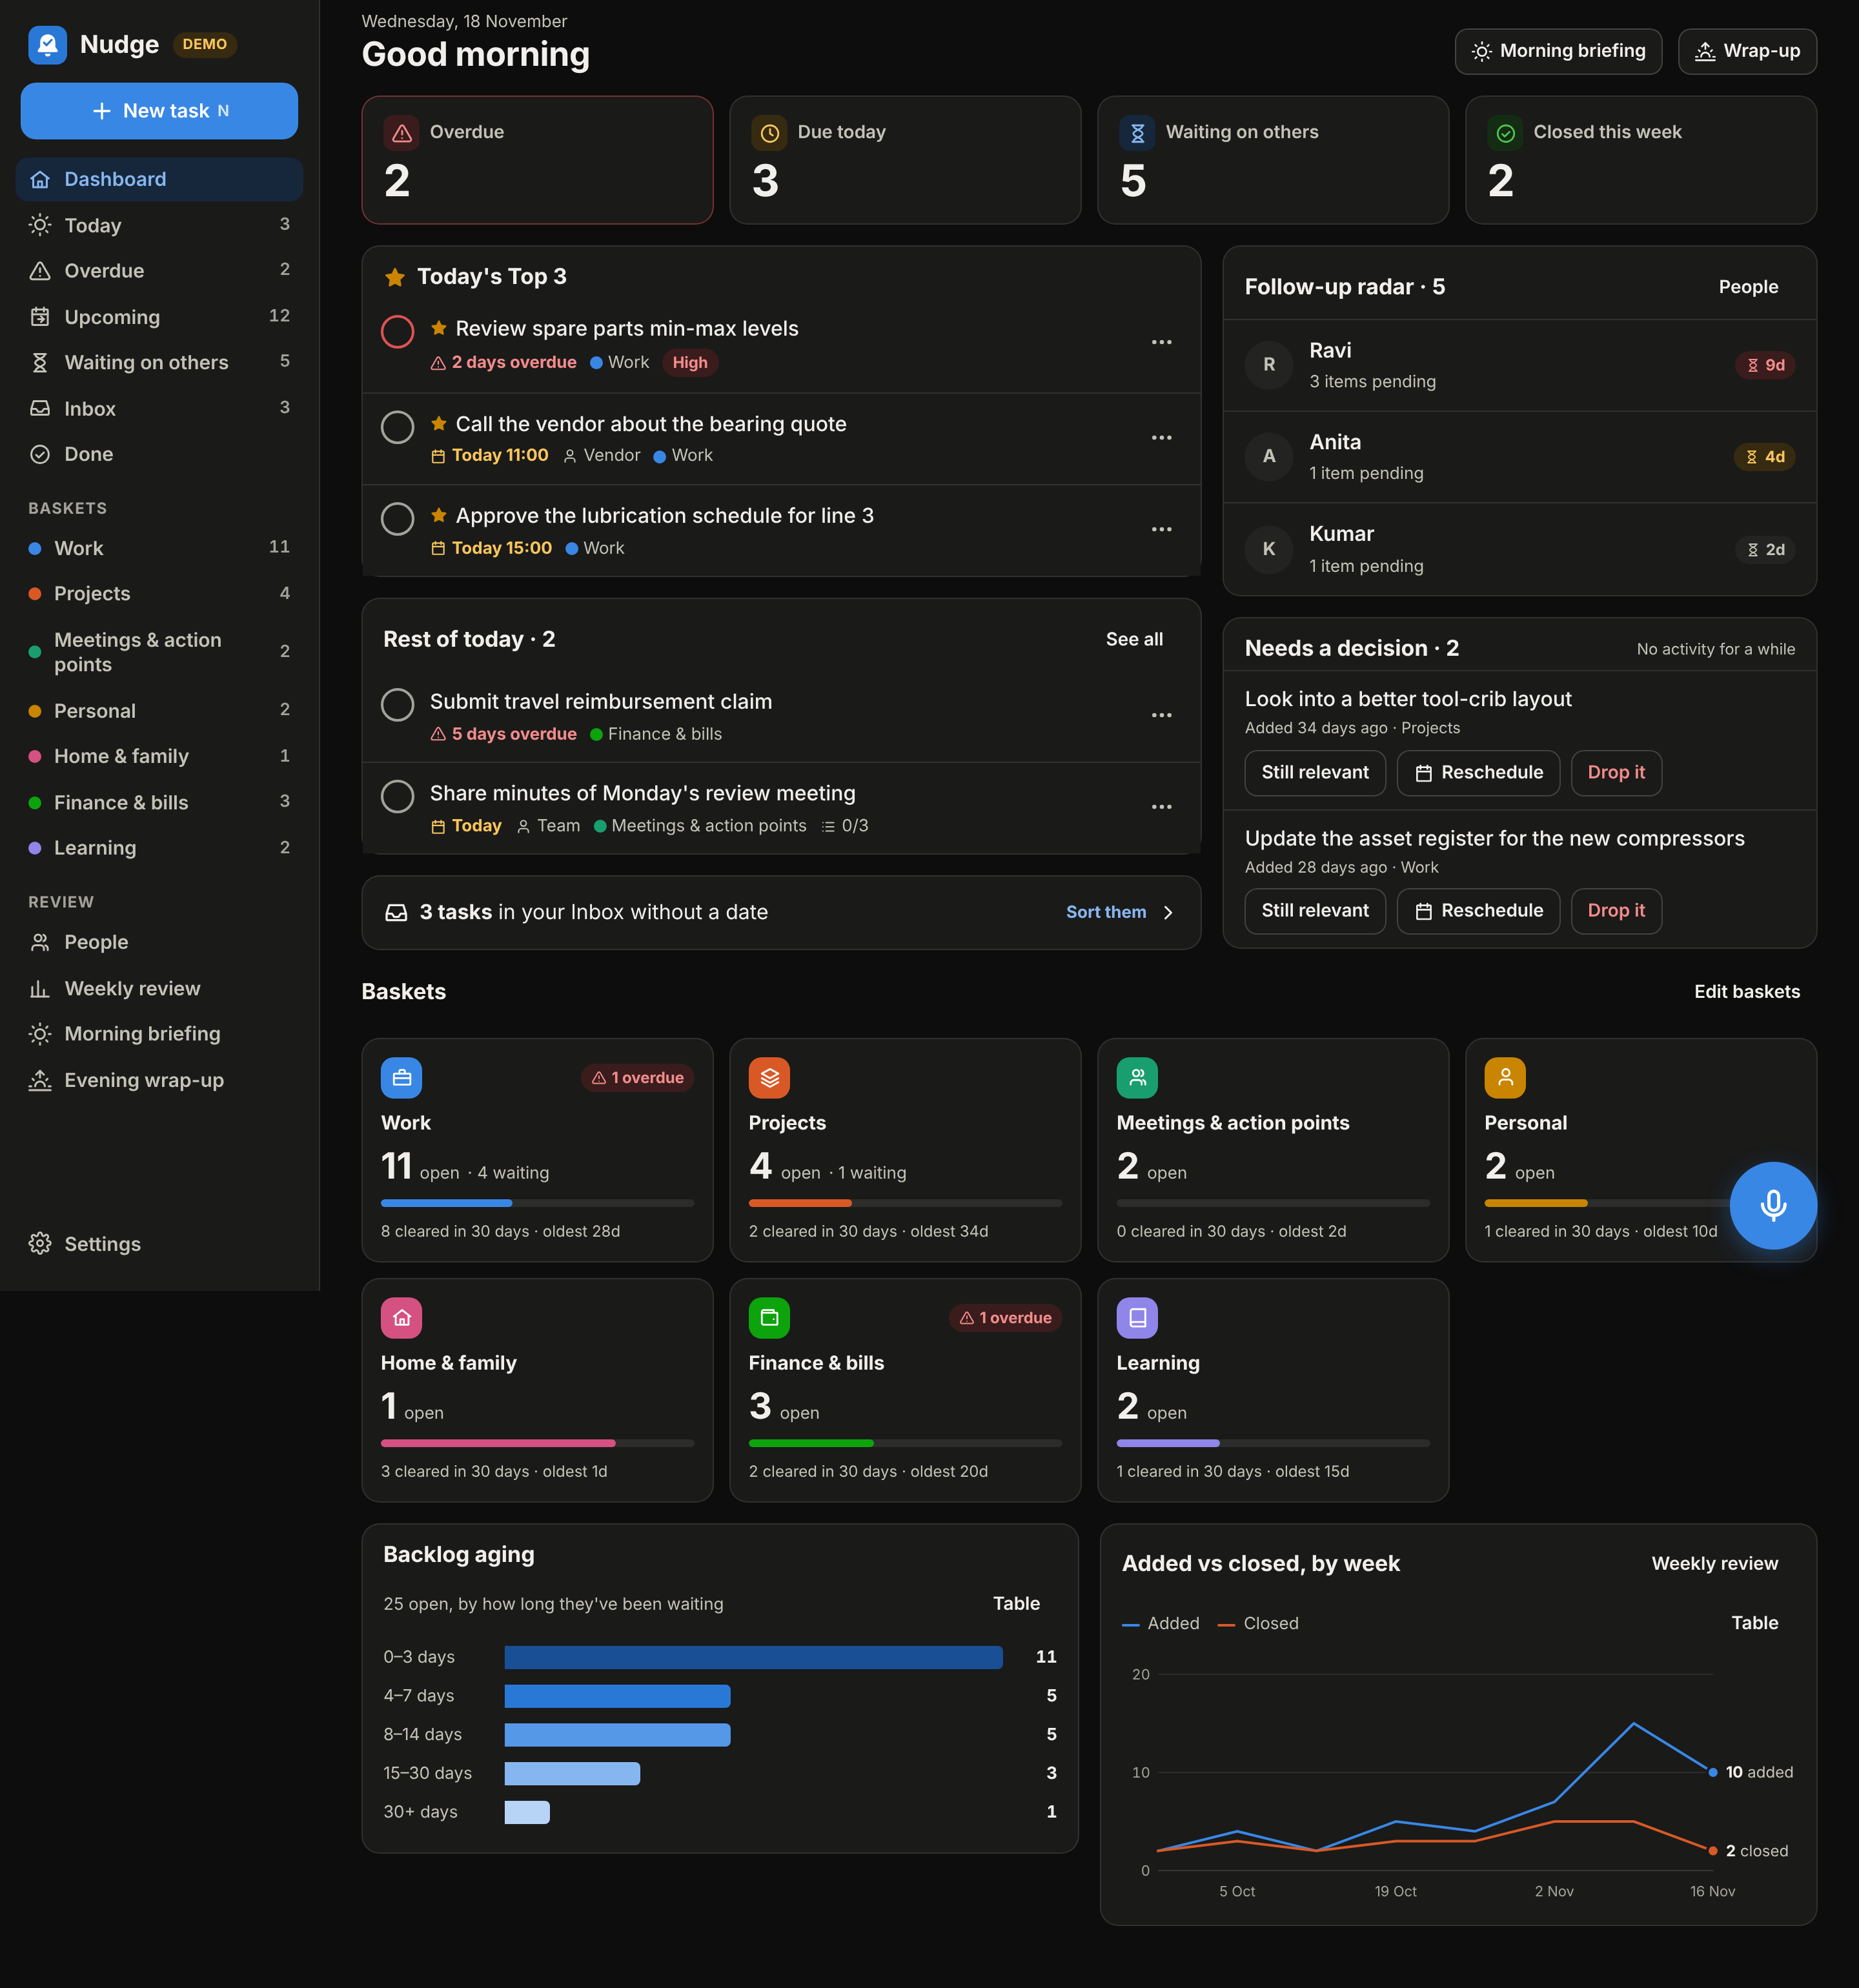 Nudge DEMO
New task N
Dashboard
Today 3
Overdue 2
Upcoming 12
Waiting on others 5
Inbox 3
Done
BASKETS
Work 11
Projects 4
Meetings & action
points 2
Personal 2
Home & family 1
Finance & bills 3
Learning 2
REVIEW
People
Weekly review
Morning briefing
Evening wrap-up
Settings
Wednesday, 18 November
Good morning
Morning briefing
Wrap-up
Overdue
2
Due today
3
Waiting on others
5
Closed this week
2
Today's Top 3
Review spare parts min-max levels
2 days overdue Work High
Call the vendor about the bearing quote
Today 11:00 Vendor Work
Approve the lubrication schedule for line 3
Today 15:00 Work
Rest of today · 2 See all
Submit travel reimbursement claim
5 days overdue Finance & bills
Share minutes of Monday's review meeting
Today Team Meetings & action points 0/3
3 tasks in your Inbox without a date Sort them
Follow-up radar · 5 People
R Ravi
3 items pending 9d
A Anita
1 item pending 4d
K Kumar
1 item pending 2d
Needs a decision · 2 No activity for a while
Look into a better tool-crib layout
Added 34 days ago · Projects
Still relevant Reschedule Drop it
Update the asset register for the new compressors
Added 28 days ago · Work
Still relevant Reschedule Drop it
Baskets Edit baskets
1 overdue
Work
11 open · 4 waiting
8 cleared in 30 days · oldest 28d
Projects
4 open · 1 waiting
2 cleared in 30 days · oldest 34d
Meetings & action points
2 open
0 cleared in 30 days · oldest 2d
Personal
2 open
1 cleared in 30 days · oldest 10d
Home & family
1 open
3 cleared in 30 days · oldest 1d
1 overdue
Finance & bills
3 open
2 cleared in 30 days · oldest 20d
Learning
2 open
1 cleared in 30 days · oldest 15d
Backlog aging
25 open, by how long they've been waiting Table
0–3 days 11
4–7 days 5
8–14 days 5
15–30 days 3
30+ days 1
Added vs closed, by week Weekly review
Added Closed Table
20
10
10 added
2 closed
0
5 Oct 19 Oct 2 Nov 16 Nov